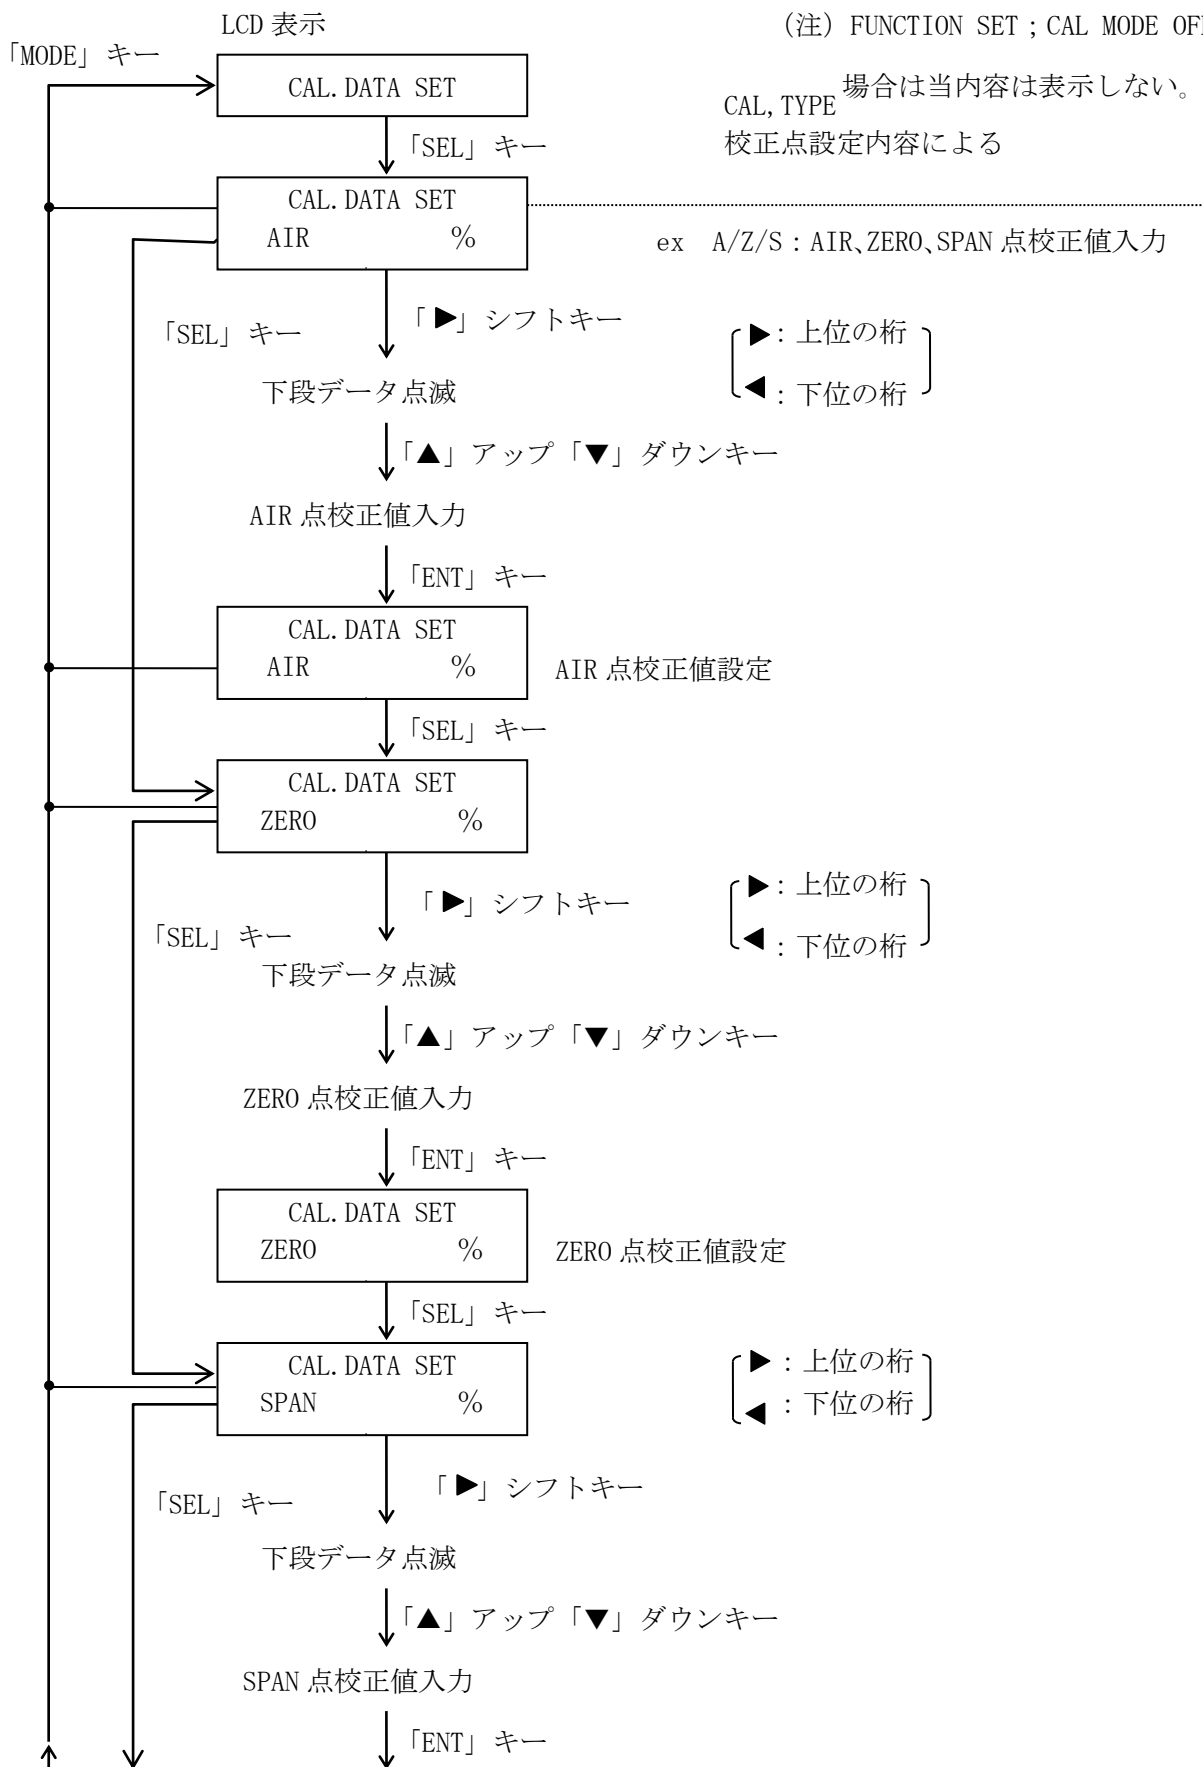 LCD 表示
(注) FUNCTION SET ; CAL MODE OF
「MODE」キー
CAL.DATA SET
場合は当内容は表示しない。
CAL,TYPE
校正点設定内容による
「SEL」キー
CAL.DATA SET
AIR %
ex A/Z/S : AIR、ZERO、SPAN 点校正値入力
「SEL」キー
「▶」シフトキー
▶ : 上位の桁
◀ : 下位の桁
下段データ点滅
「▲」アップ「▼」ダウンキー
AIR 点校正値入力
「ENT」キー
CAL.DATA SET
AIR %
AIR 点校正値設定
「SEL」キー
CAL.DATA SET
ZERO %
「▶」シフトキー
▶ : 上位の桁
◀ : 下位の桁
「SEL」キー
下段データ点滅
「▲」アップ「▼」ダウンキー
ZERO 点校正値入力
「ENT」キー
CAL.DATA SET
ZERO %
ZERO 点校正値設定
「SEL」キー
CAL.DATA SET
SPAN %
▶ : 上位の桁
◀ : 下位の桁
「▶」シフトキー
「SEL」キー
下段データ点滅
「▲」アップ「▼」ダウンキー
SPAN 点校正値入力
「ENT」キー